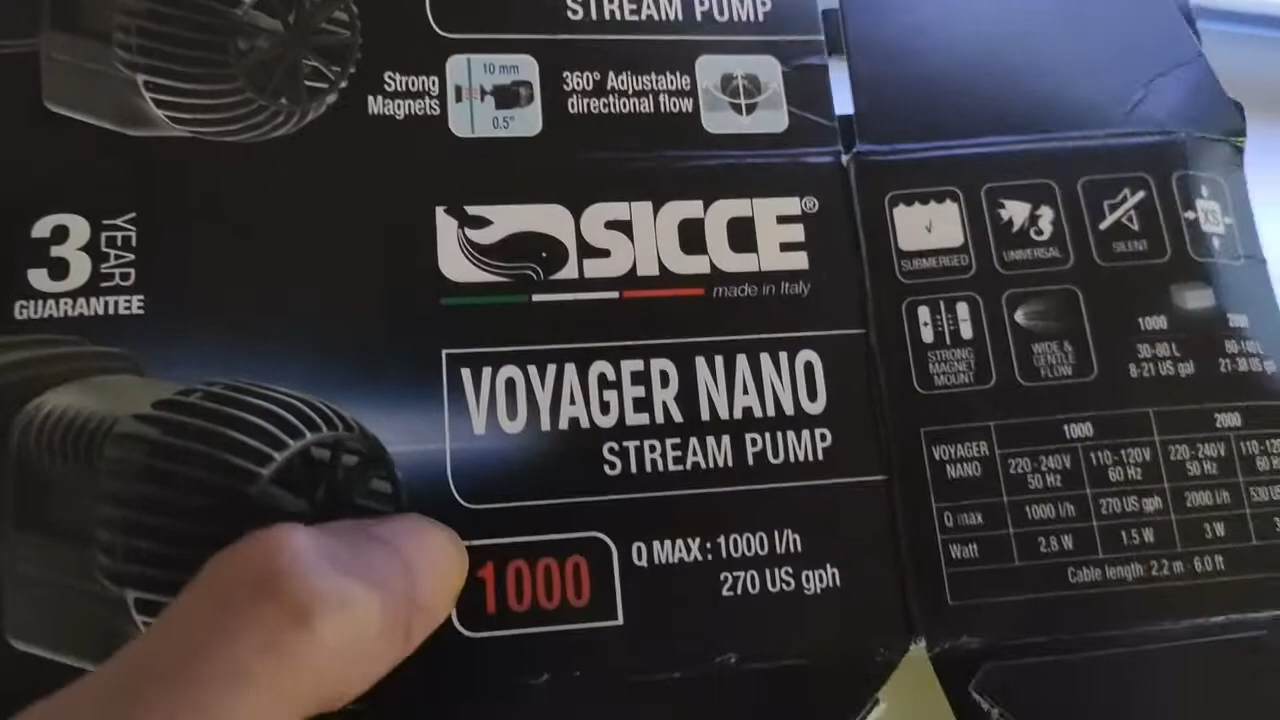 STREAM PUMP
Strong
Magnets
10 mm
0.5"
360° Adjustable
directional flow
3 YEAR
GUARANTEE
SICCE®
made in Italy
VOYAGER NANO
STREAM PUMP
1000
Q MAX: 1000 l/h
270 US gph
SUBMERGED
UNIVERSAL
SILENT
XS
STRONG
MAGNET
MOUNT
WIDE &
GENTLE
FLOW
1000 2000
30-80 L
8-21 US gal
VOYAGER
NANO
1000 2000
220-240V
50 Hz
110-120V
60 Hz
220-240V
50 Hz
Q max 1000 l/h 270 US gph 2000 l/h
Watt 2,8 W 1.5 W 3 W
Cable length: 2,2 m - 6.0 ft